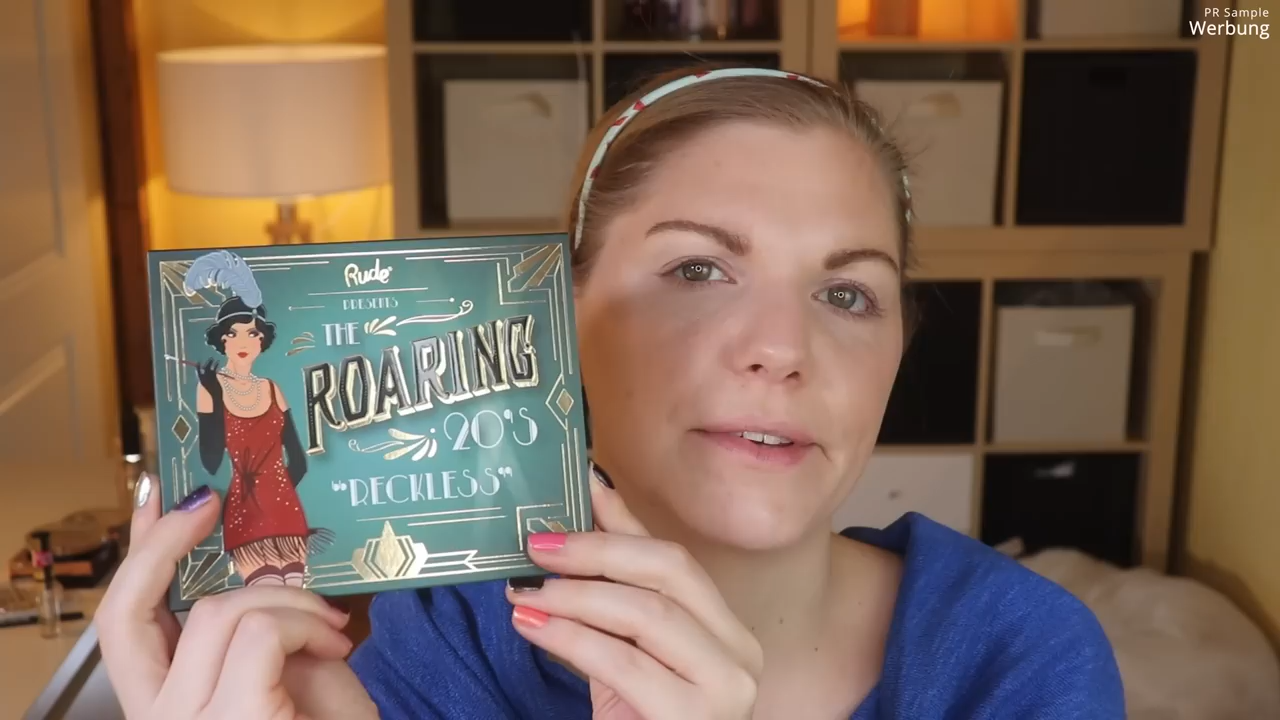 PR Sample
Werbung
Rude
PRESENTS
THE
ROARING
20'S
"RECKLESS"